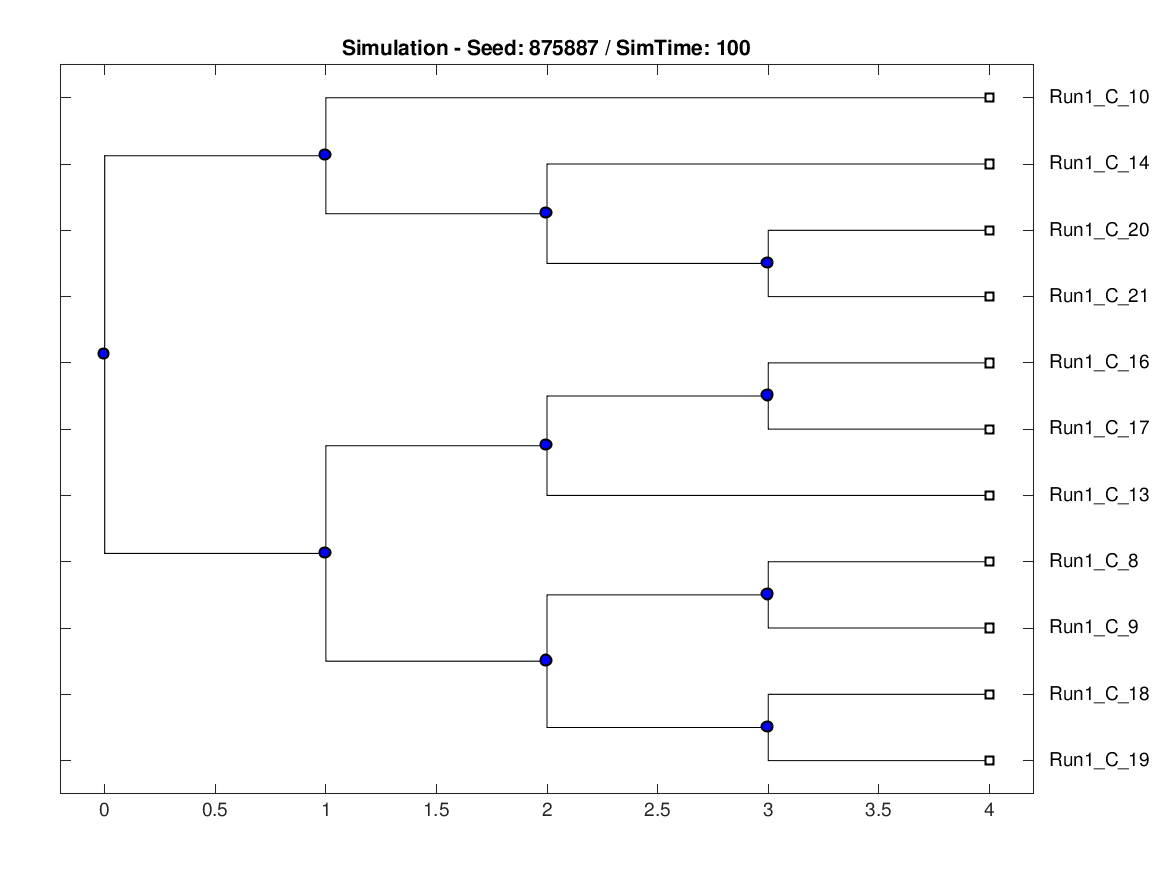 Simulation - Seed: 875887 / SimTime: 100
Run1_C_10
Run1_C_14
Run1_C_20
Run1_C_21
Run1_C_16
Run1_C_17
Run1_C_13
Run1_C_8
Run1_C_9
Run1_C_18
Run1_C_19
0 0.5 1 1.5 2 2.5 3 3.5 4